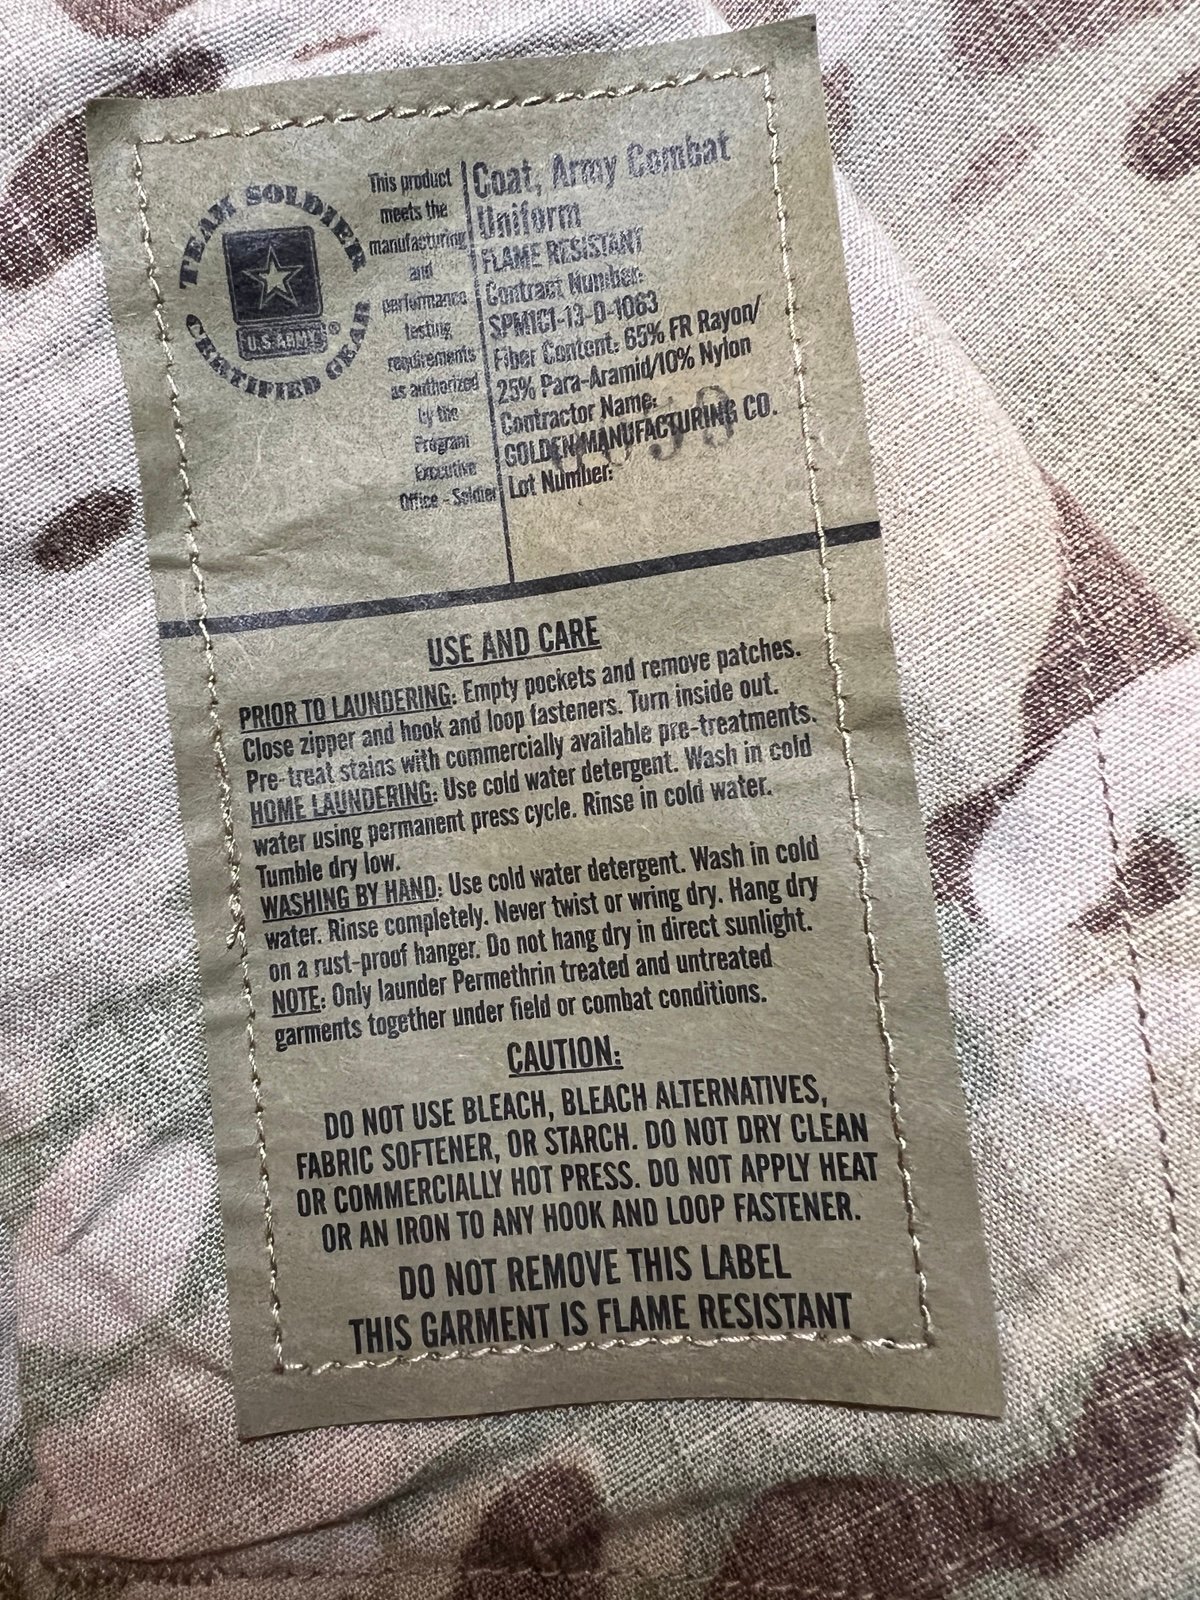 TEAM SOLDIER
U.S. ARMY®
CERTIFIED GEAR
This product
meets the
manufacturing
and
performance
testing
requirements
as authorized
by the
Program
Executive
Office - Soldier
Coat, Army Combat
Uniform
FLAME RESISTANT
Contract Number:
SPM1C1-13-D-1063
Fiber Content: 65% FR Rayon/
25% Para-Aramid/10% Nylon
Contractor Name:
GOLDEN MANUFACTURING CO.
Lot Number:
USE AND CARE
PRIOR TO LAUNDERING: Empty pockets and remove patches.
Close zipper and hook and loop fasteners. Turn inside out.
Pre-treat stains with commercially available pre-treatments.
HOME LAUNDERING: Use cold water detergent. Wash in cold
water using permanent press cycle. Rinse in cold water.
Tumble dry low.
WASHING BY HAND: Use cold water detergent. Wash in cold
water. Rinse completely. Never twist or wring dry. Hang dry
on a rust-proof hanger. Do not hang dry in direct sunlight.
NOTE: Only launder Permethrin treated and untreated
garments together under field or combat conditions.
CAUTION:
DO NOT USE BLEACH, BLEACH ALTERNATIVES,
FABRIC SOFTENER, OR STARCH. DO NOT DRY CLEAN
OR COMMERCIALLY HOT PRESS. DO NOT APPLY HEAT
OR AN IRON TO ANY HOOK AND LOOP FASTENER.
DO NOT REMOVE THIS LABEL
THIS GARMENT IS FLAME RESISTANT